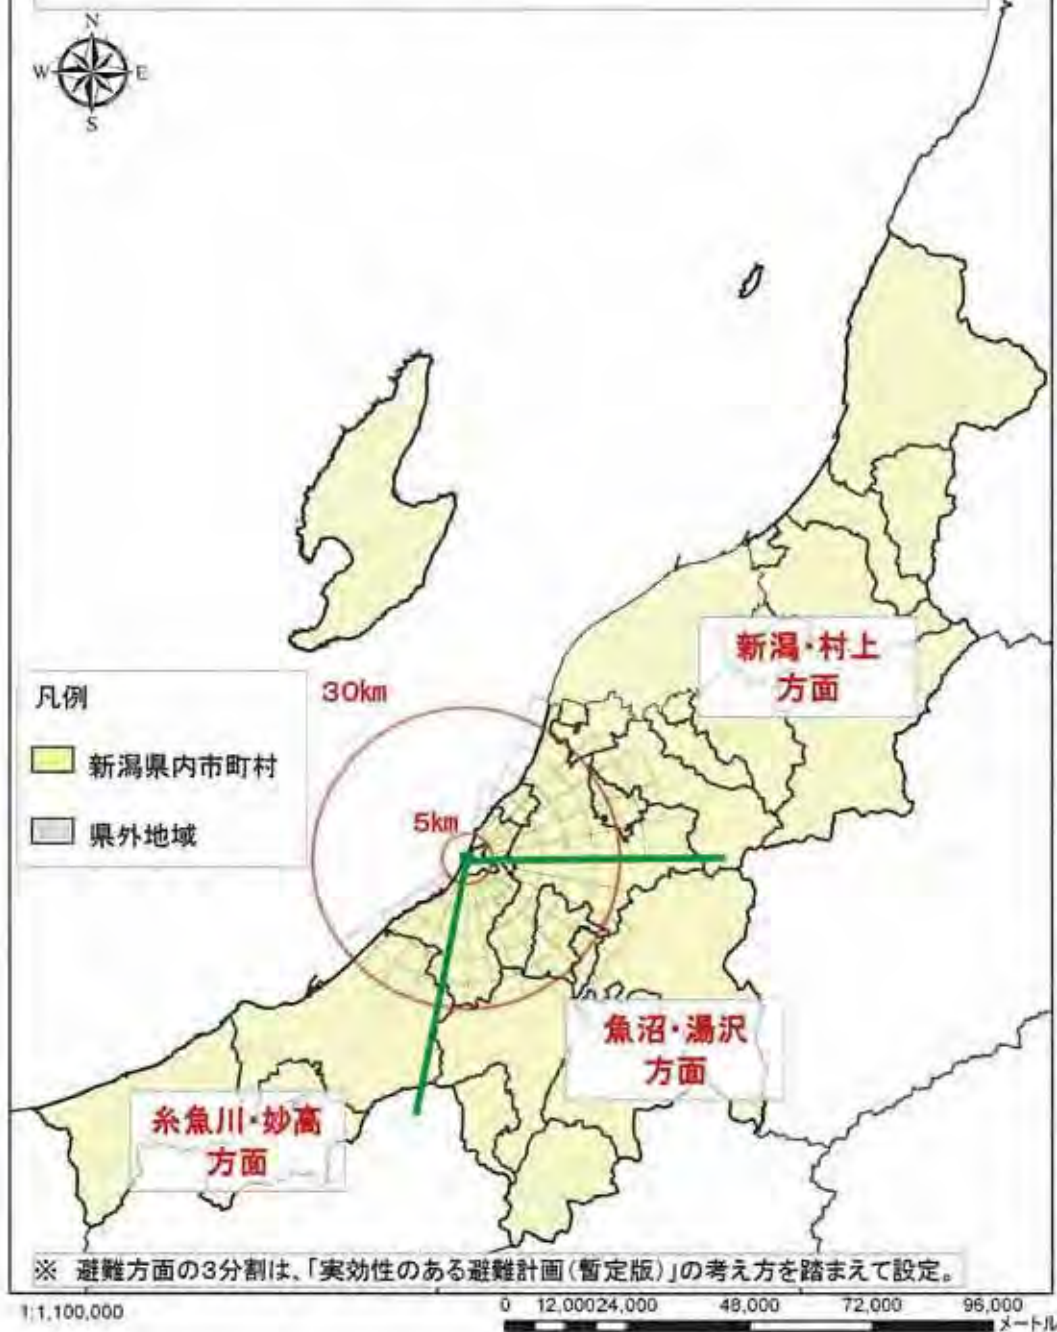 N
W E
S
新潟・村上
方面
凡例
30km
新潟県内市町村
5km
県外地域
魚沼・湯沢
方面
糸魚川・妙高
方面
※ 避難方面の3分割は、「実効性のある避難計画(暫定版)」の考え方を踏まえて設定。
1:1,100,000
0 12,000 24,000 48,000 72,000 96,000
メートル